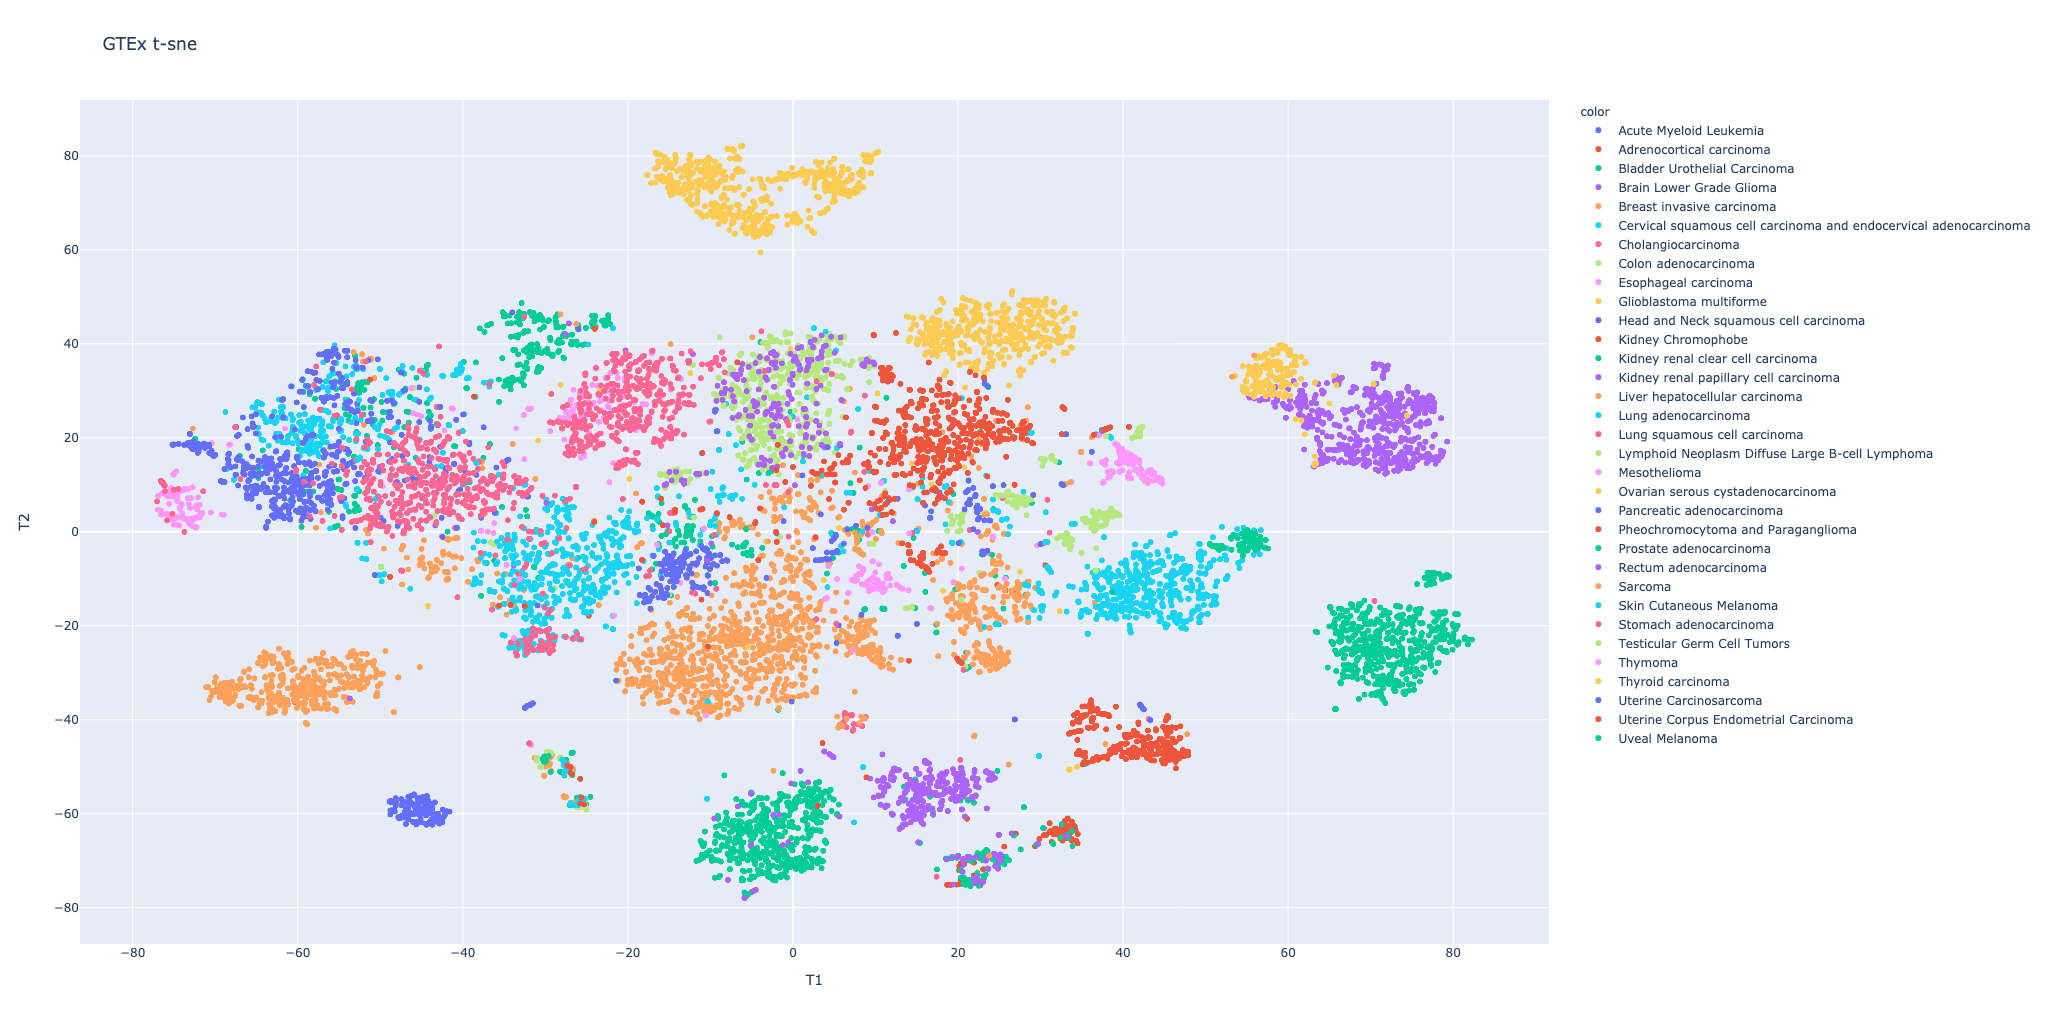 GTEx t-sne
color
Acute Myeloid Leukemia
Adrenocortical carcinoma
Bladder Urothelial Carcinoma
Brain Lower Grade Glioma
Breast invasive carcinoma
Cervical squamous cell carcinoma and endocervical adenocarcinoma
Cholangiocarcinoma
Colon adenocarcinoma
Esophageal carcinoma
Glioblastoma multiforme
Head and Neck squamous cell carcinoma
Kidney Chromophobe
Kidney renal clear cell carcinoma
Kidney renal papillary cell carcinoma
Liver hepatocellular carcinoma
Lung adenocarcinoma
Lung squamous cell carcinoma
Lymphoid Neoplasm Diffuse Large B-cell Lymphoma
Mesothelioma
Ovarian serous cystadenocarcinoma
Pancreatic adenocarcinoma
Pheochromocytoma and Paraganglioma
Prostate adenocarcinoma
Rectum adenocarcinoma
Sarcoma
Skin Cutaneous Melanoma
Stomach adenocarcinoma
Testicular Germ Cell Tumors
Thymoma
Thyroid carcinoma
Uterine Carcinosarcoma
Uterine Corpus Endometrial Carcinoma
Uveal Melanoma
80
60
40
20
0
−20
−40
−60
−80
T2
−80 −60 −40 −20 0 20 40 60 80
T1